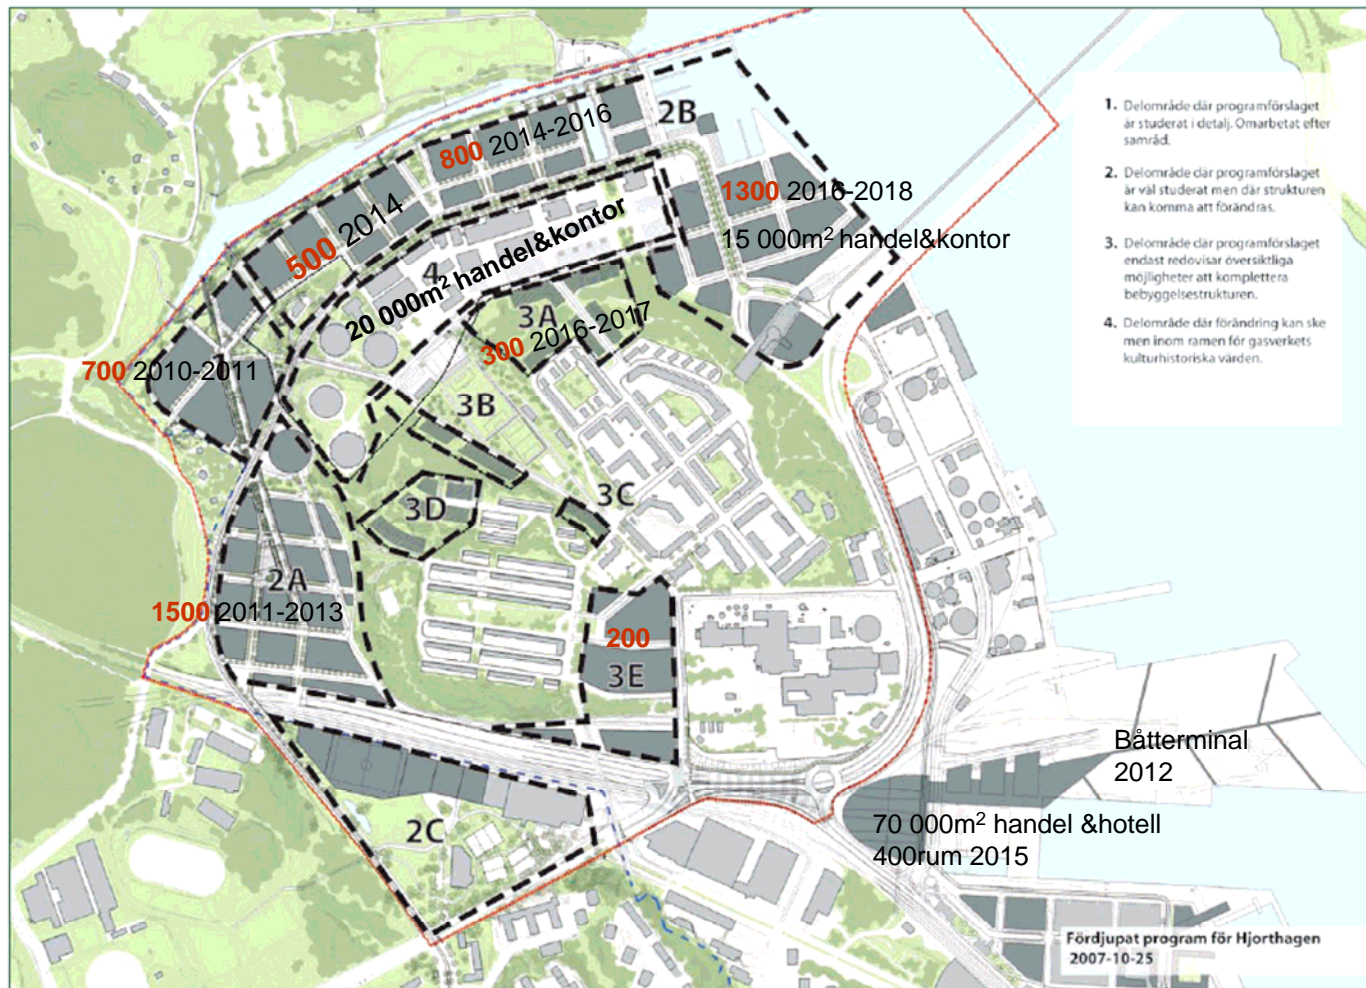 2B
800 2014-2016
1. Delområde där programförslaget
är studerat i detalj. Omarbetat efter
samråd.
2. Delområde där programförslaget
är väl studerat men där strukturen
kan komma att förändras.
3. Delområde där programförslaget
endast redovisar översiktliga
möjligheter att komplettera
bebyggelsestrukturen.
4. Delområde där förändring kan ske
men inom ramen för gasverkets
kulturhistoriska värden.
1300 2016-2018
15 000m² handel&kontor
500 2014
4
20 000m² handel&kontor
3A
300 2016-2017
700 2010-2011
3B
3C
3D
2A
1500 2011-2013
200
3E
Båtterminal
2012
2C
70 000m² handel &hotell
400rum 2015
Fördjupat program för Hjorthagen
2007-10-25